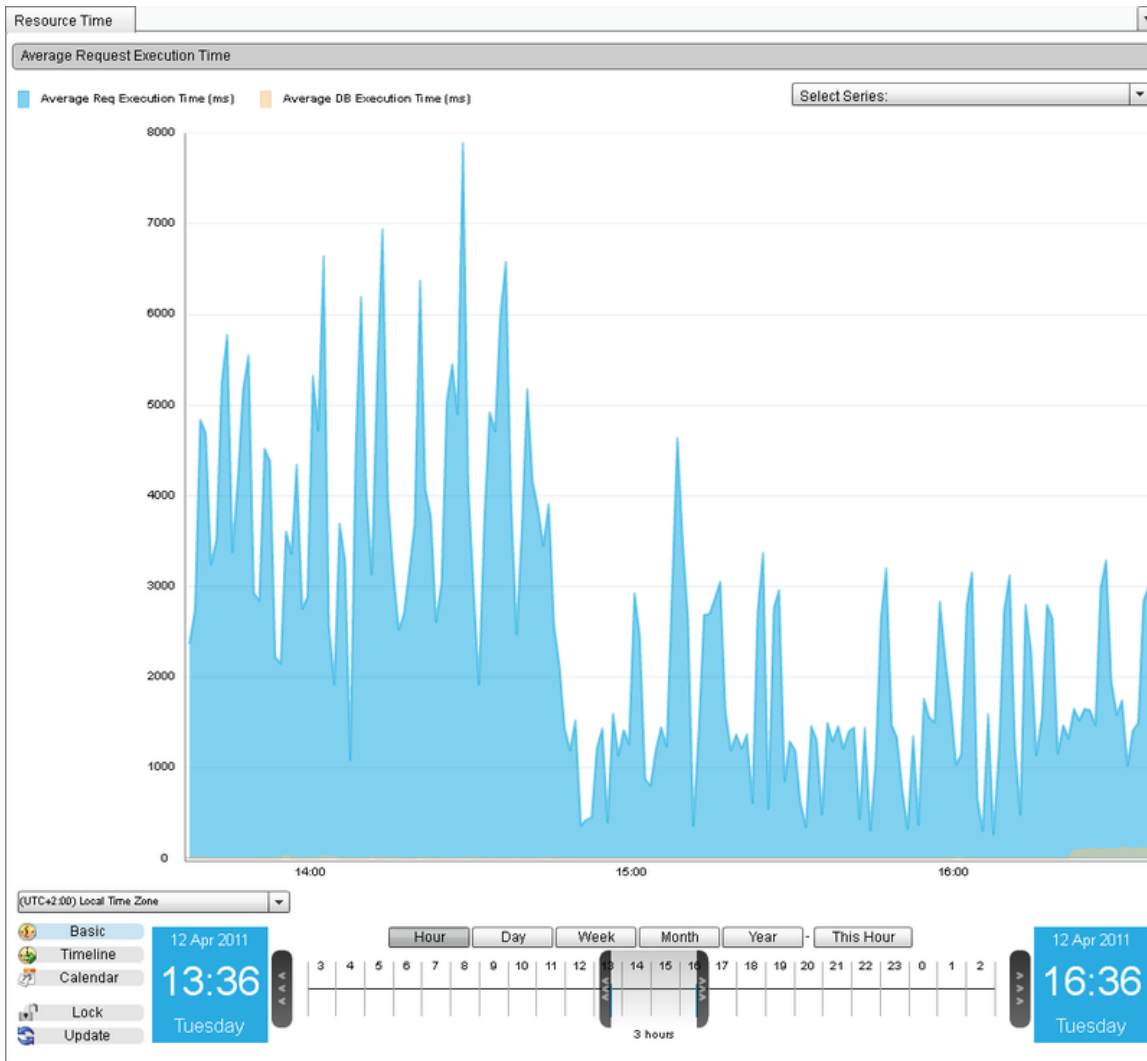 Resource Time
Average Request Execution Time
Average Req Execution Time (ms) Average DB Execution Time (ms) Select Series:
8000
7000
6000
5000
4000
3000
2000
1000
0
14:00 15:00 16:00
(UTC+2:00) Local Time Zone
Basic
Timeline
Calendar
Lock
Update
12 Apr 2011
13:36
Tuesday
Hour Day Week Month Year - This Hour
3 4 5 6 7 8 9 10 11 12 13 14 15 16 17 18 19 20 21 22 23 0 1 2
3 hours
12 Apr 2011
16:36
Tuesday